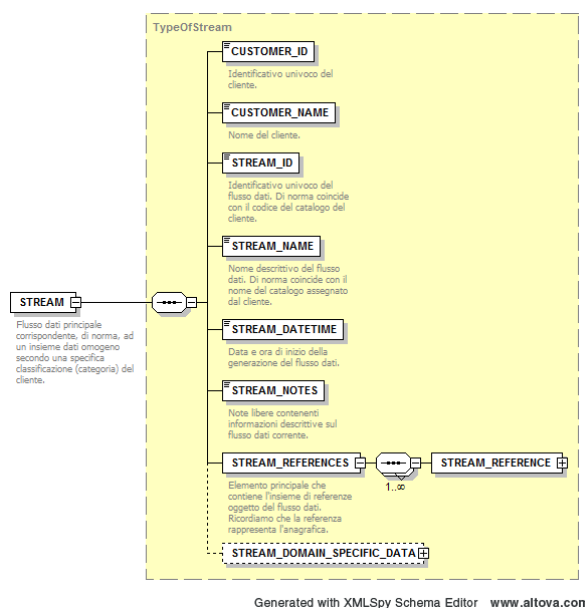 TypeOfStream
CUSTOMER_ID
Identificativo univoco del
cliente.
CUSTOMER_NAME
Nome del cliente.
STREAM_ID
Identificativo univoco del
flusso dati. Di norma coincide
con il codice del catalogo del
cliente.
STREAM_NAME
Nome descrittivo del flusso
dati. Di norma coincide con il
nome del catalogo assegnato
dal cliente.
STREAM
Flusso dati principale
corrispondente, di norma, ad
un insieme dati omogeno
secondo una specifica
classificazione (categoria) del
cliente.
STREAM_DATETIME
Data e ora di inizio della
generazione del flusso dati.
STREAM_NOTES
Note libere contenenti
informazioni descrittive sul
flusso dati corrente.
STREAM_REFERENCES
1..∞
STREAM_REFERENCE
Elemento principale che
contiene l'insieme di referenze
oggetto del flusso dati.
Ricordiamo che la referenza
rappresenta l'anagrafica.
STREAM_DOMAIN_SPECIFIC_DATA
Generated with XMLSpy Schema Editor www.altova.com